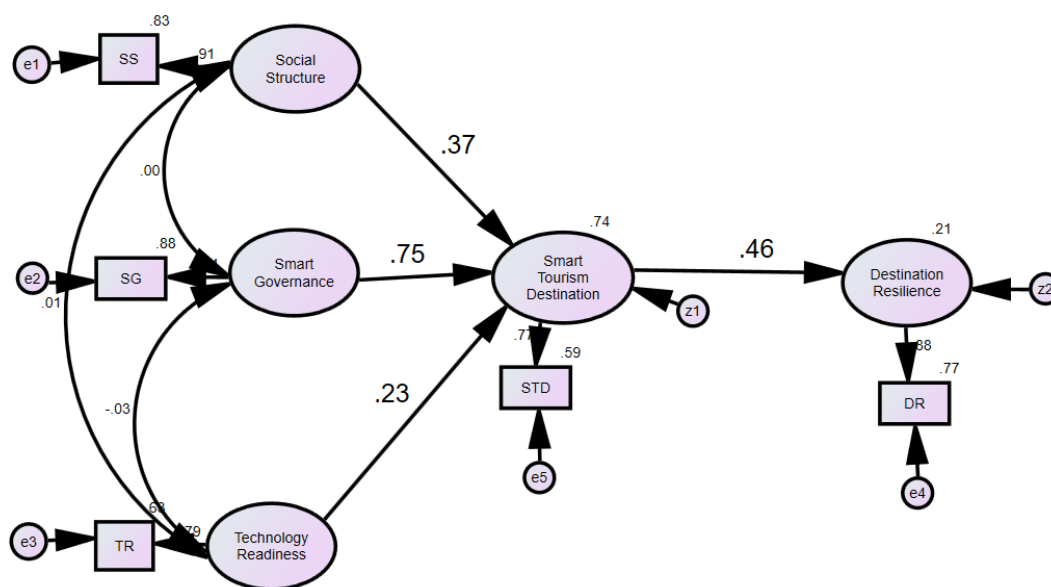 .83
e1
SS
.91
Social
Structure
.37
.00
.88
e2
SG
Smart
Governance
.75
.74
Smart
Tourism
Destination
.46
.21
Destination
Resilience
z1
z2
.01
.77
.59
STD
.88
.77
DR
-.03
.23
e5
e4
.63
e3
TR
.79
Technology
Readiness